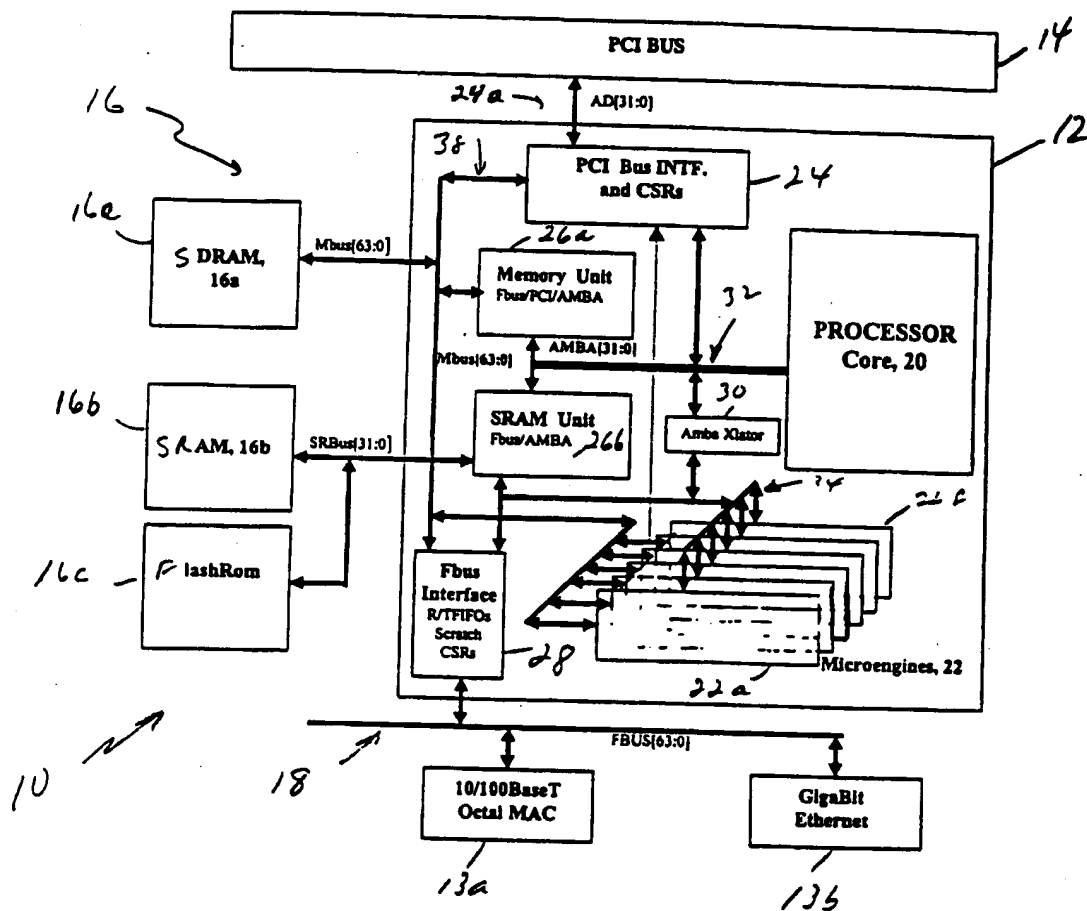 PCI BUS
14
24a
AD[31:0]
16
12
38
PCI Bus INTF.
and CSRs
24
16a
SDRAM,
16a
Mbus[63:0]
26a
Memory Unit
Fbus/PCI/AMBA
32
PROCESSOR
Core, 20
Mbus[63:0]
AMBA[31:0]
30
16b
SRAM, 16b
SRBus[31:0]
SRAM Unit
Fbus/AMBA
26b
Amba Xlator
34
16c
FlashRom
Fbus
Interface
R/TFIFOs
Scratch
CSRs
28
Microengines, 22
22a
10
18
FBUS[63:0]
10/100BaseT
Octal MAC
GigaBit
Ethernet
13a
13b